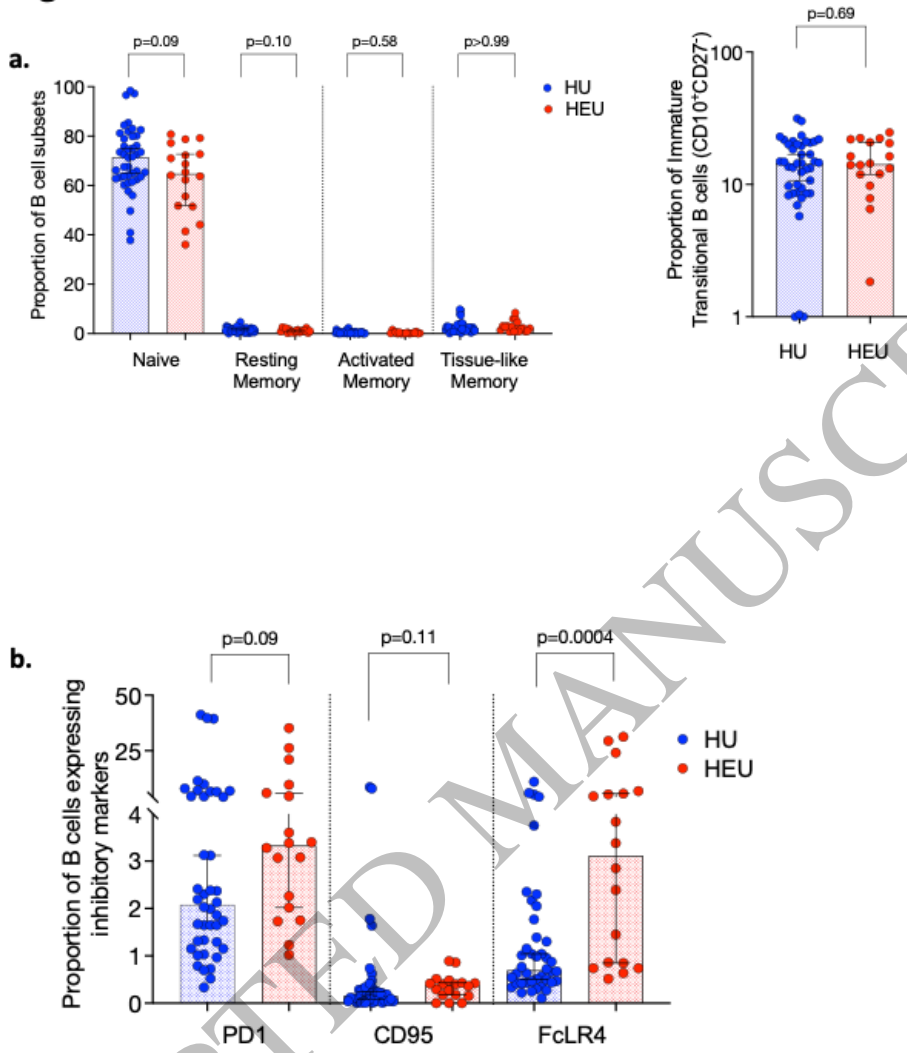 p=0.09 p=0.10 p=0.58 p>0.99
a.
HU
HEU
Proportion of B cell subsets
100
80
60
40
20
0
Naive
Resting
Memory
Activated
Memory
Tissue-like
Memory
p=0.69
Proportion of Immature
Transitional B cells (CD10⁺CD27⁻)
100
10
1
HU HEU
b.
p=0.09 p=0.11 p=0.0004
HU
HEU
Proportion of B cells expressing
inhibitory markers
50
25
4
3
2
1
0
PD1 CD95 FcLR4